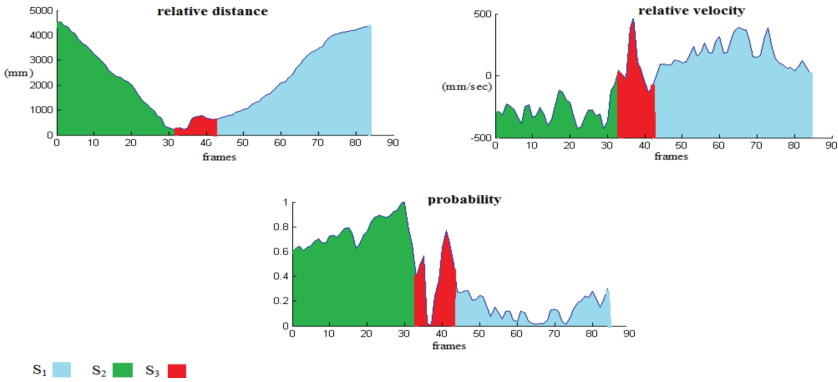 relative distance
5000
4000
(mm)
3000
2000
1000
0
0 10 20 30 40 50 60 70 80 90
frames
relative velocity
500
0
(mm/sec)
-500
0 10 20 30 40 50 60 70 80 90
frames
probability
1
0.8
0.6
0.4
0.2
0
0 10 20 30 40 50 60 70 80 90
frames
S1 S2 S3